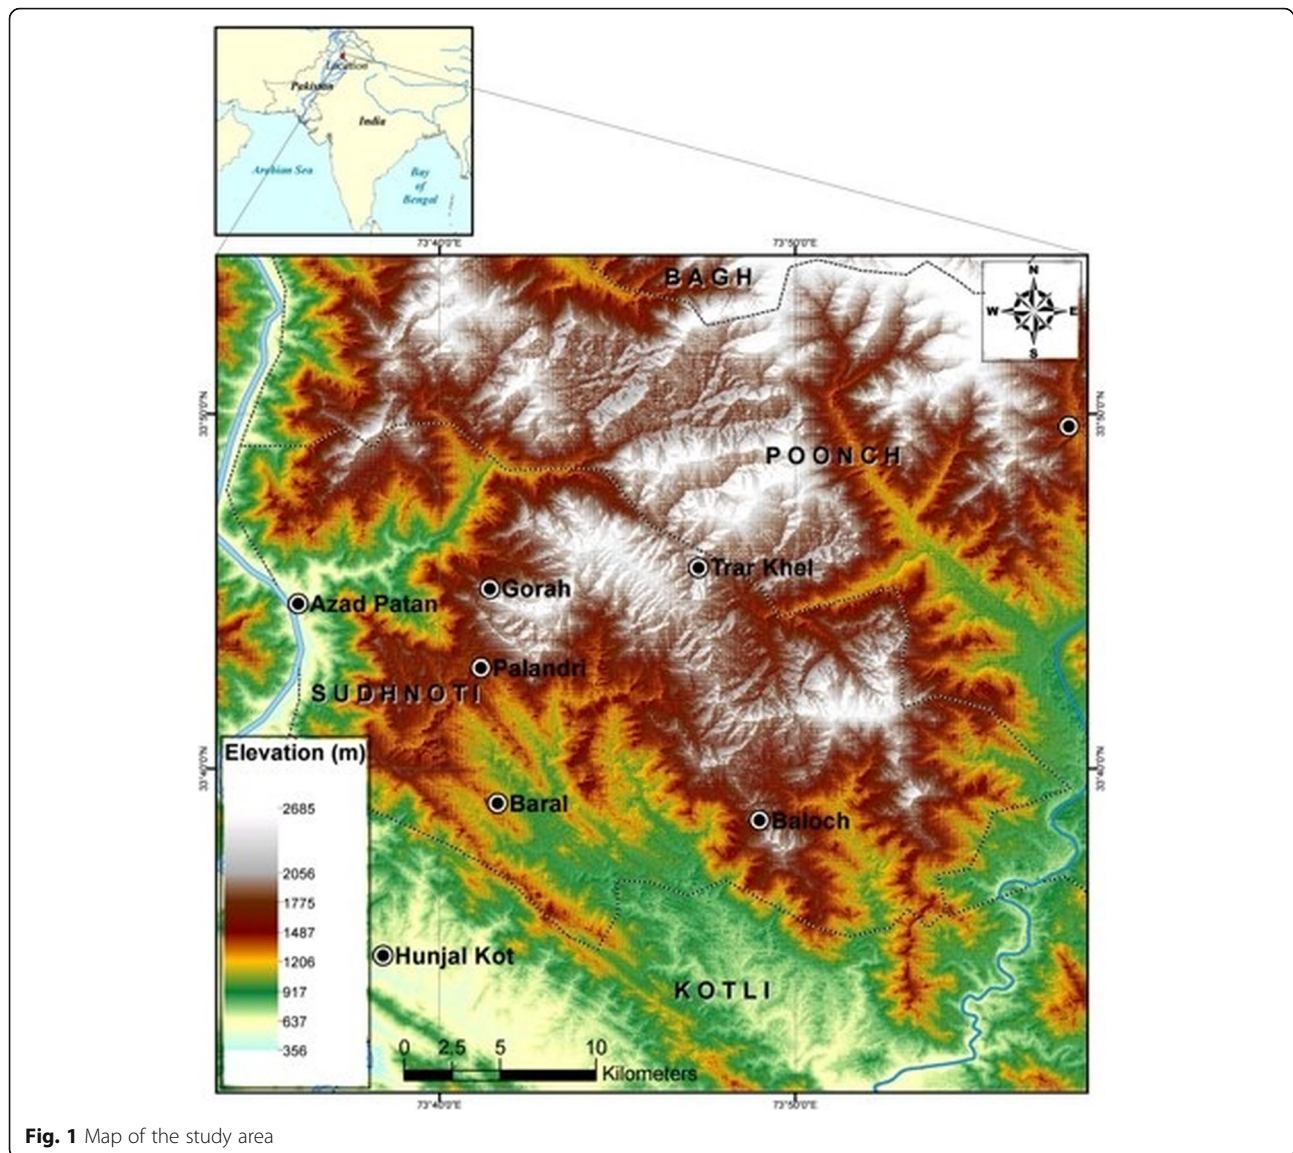 Location
Pakistan
India
Arabian Sea
Bay
of
Bengal
73°40'0"E
73°50'0"E
BAGH
N
W
E
S
33°50'0"N
33°50'0"N
POONCH
Trar Khel
Gorah
Azad Patan
Palandri
SUDHNOTI
Elevation (m)
33°40'0"N
33°40'0"N
2685
Baral
Baloch
2056
1775
1487
1206
Hunjal Kot
917
KOTLI
637
356
0 2.5 5 10
Kilometers
73°40'0"E
73°50'0"E
Fig. 1 Map of the study area